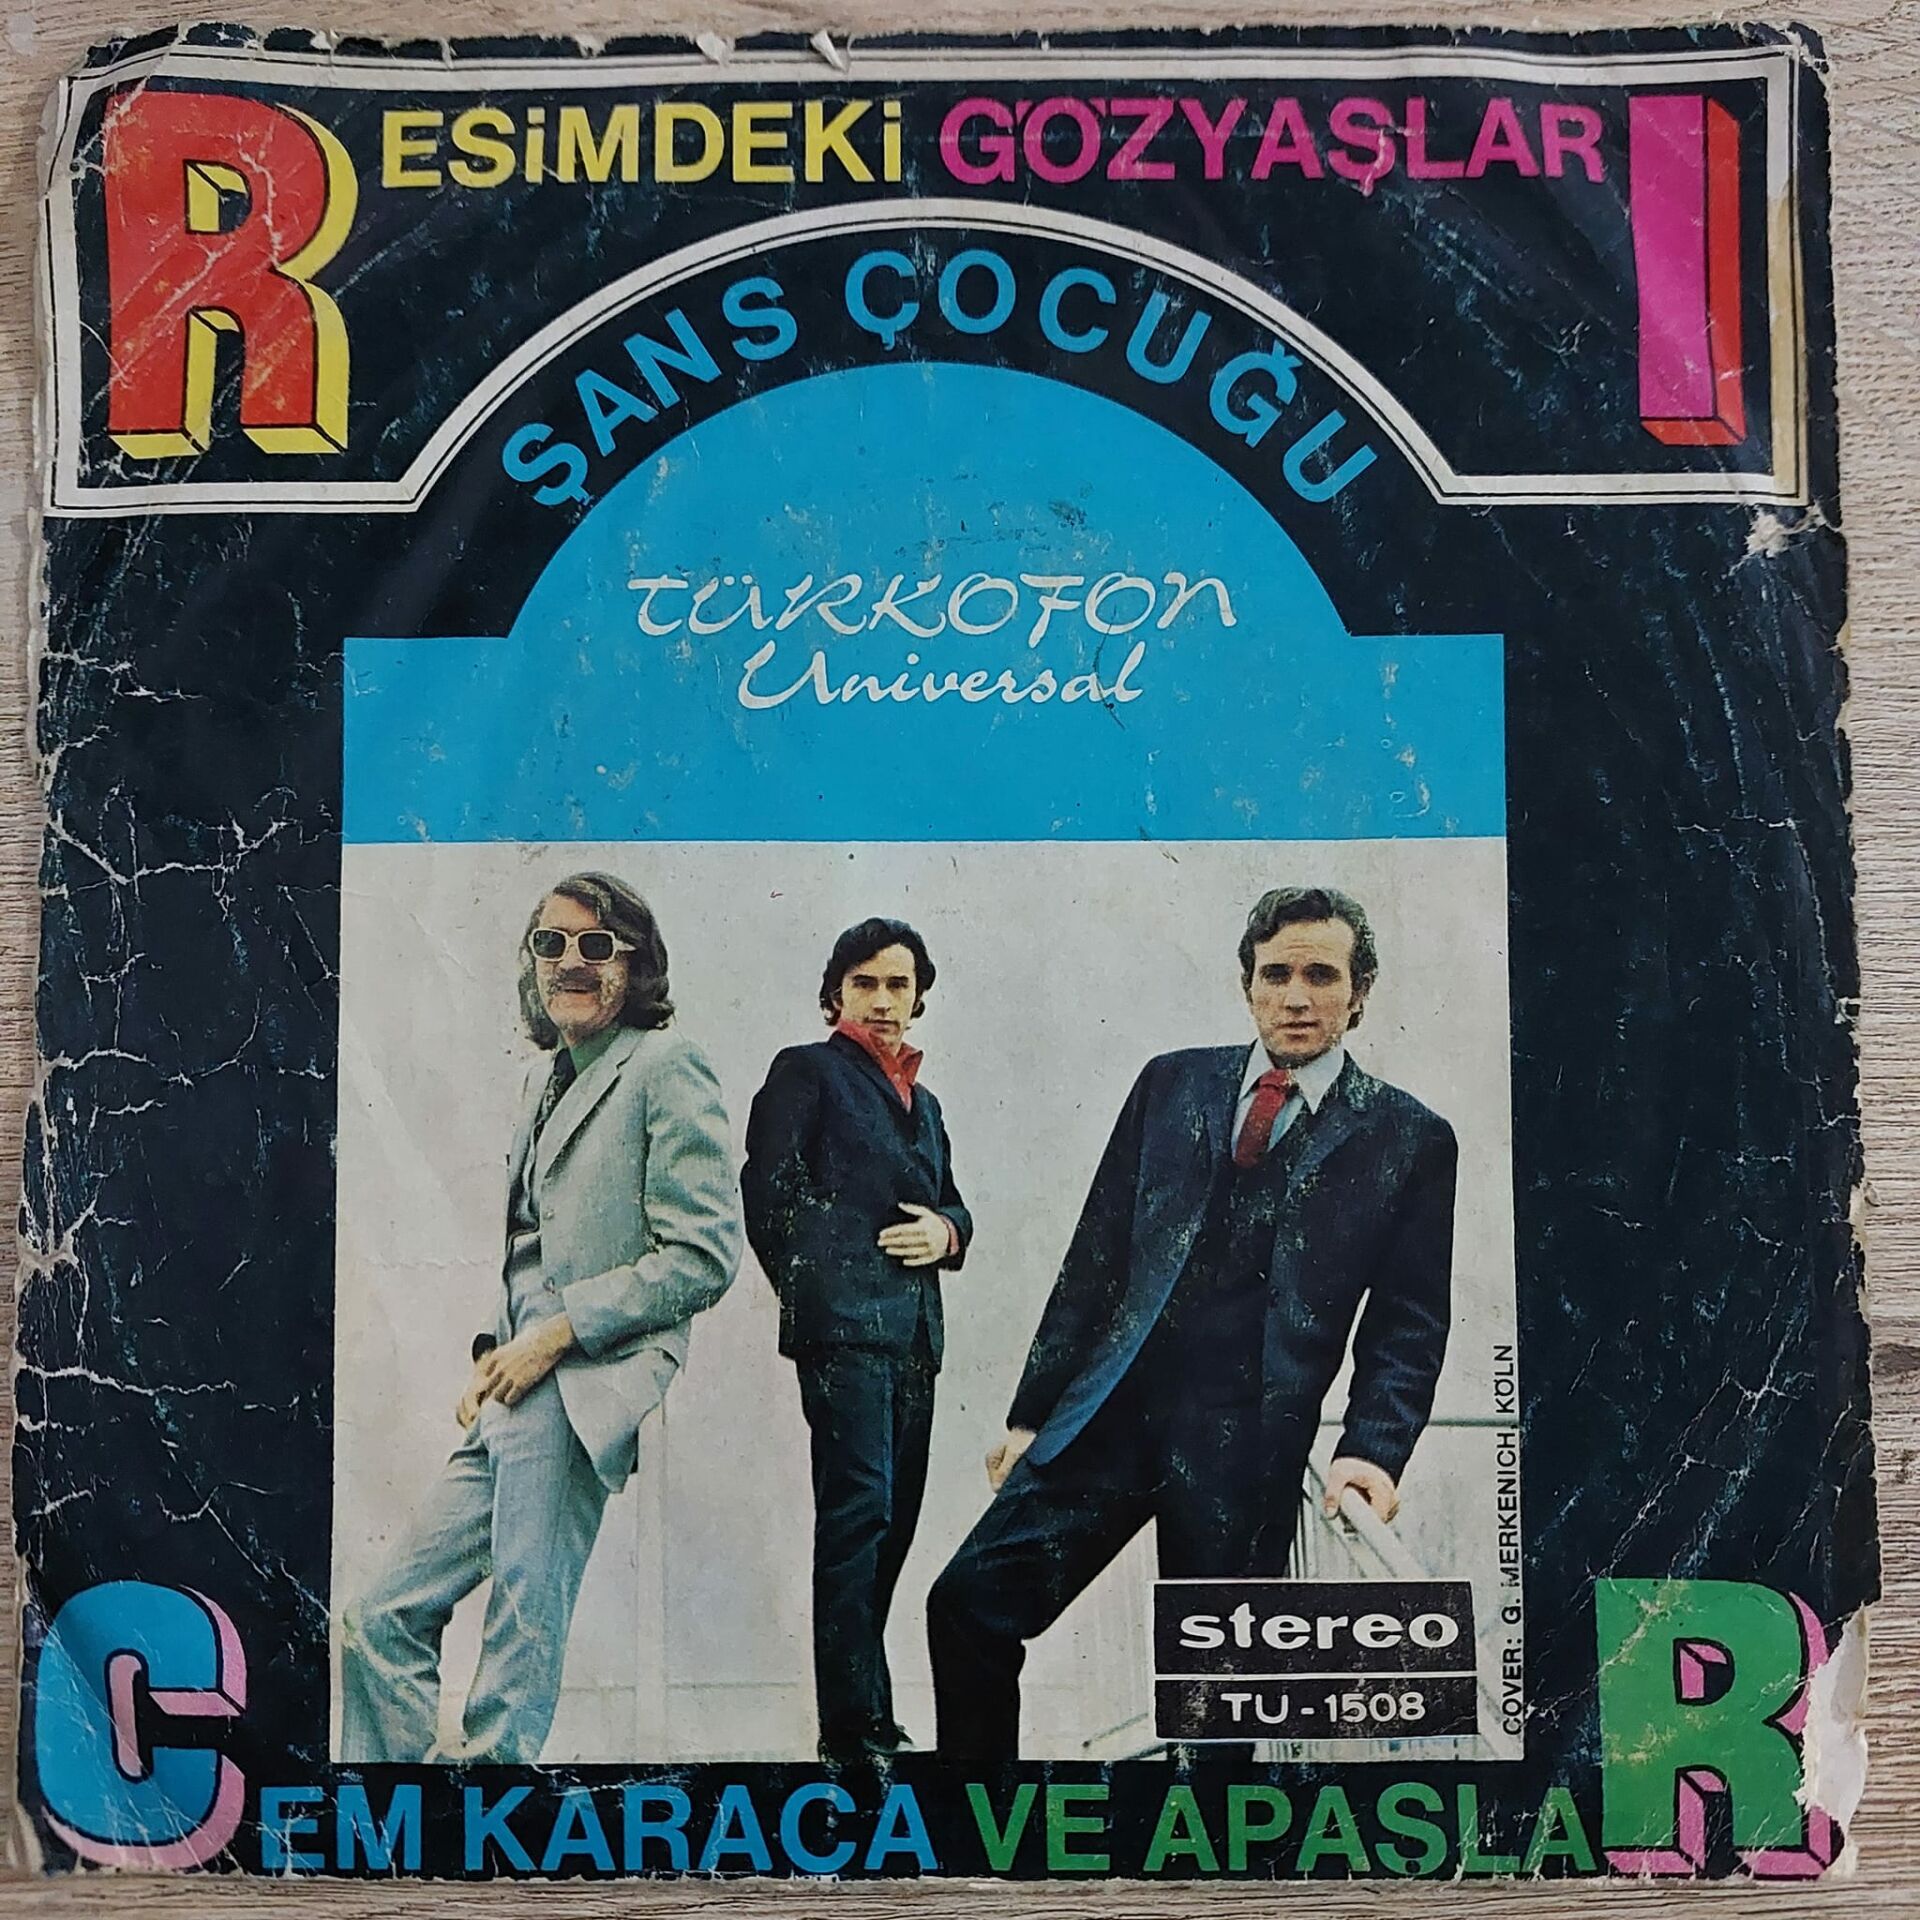 RESİMDEKİ GÖZYAŞLARI
ŞANS ÇOCUĞU
TÜRKOFON
Universal
COVER: G. MERKENICH, KÖLN
stereo
TU-1508
CEM KARACA VE APAŞLAR